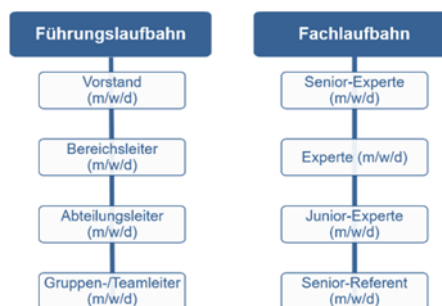 Führungslaufbahn
Vorstand
(m/w/d)
Bereichsleiter
(m/w/d)
Abteilungsleiter
(m/w/d)
Gruppen-/Teamleiter
(m/w/d)
Fachlaufbahn
Senior-Experte
(m/w/d)
Experte (m/w/d)
Junior-Experte
(m/w/d)
Senior-Referent
(m/w/d)